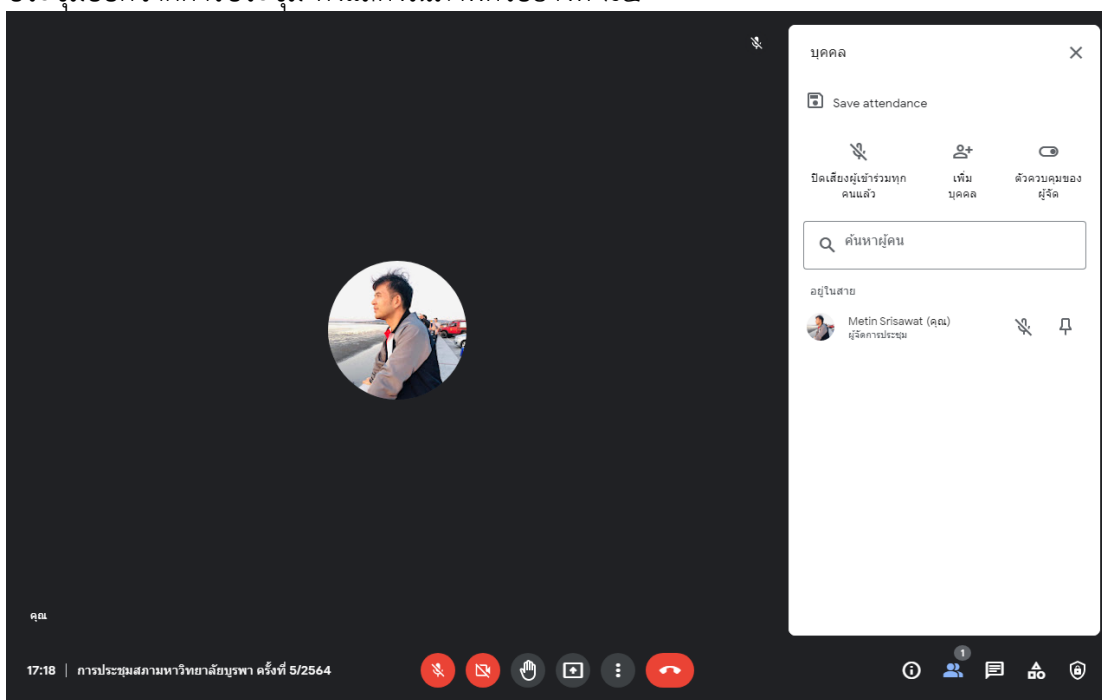 บุคคล
Save attendance
ปิดเสียงผู้เข้าร่วมทุก
คนแล้ว
เพิ่ม
บุคคล
ตัวควบคุมของ
ผู้จัด
ค้นหาผู้คน
อยู่ในสาย
Metin Srisawat (คุณ)
ผู้จัดการประชุม
คุณ
17:18 | การประชุมสภามหาวิทยาลัยบูรพา ครั้งที่ 5/2564
1